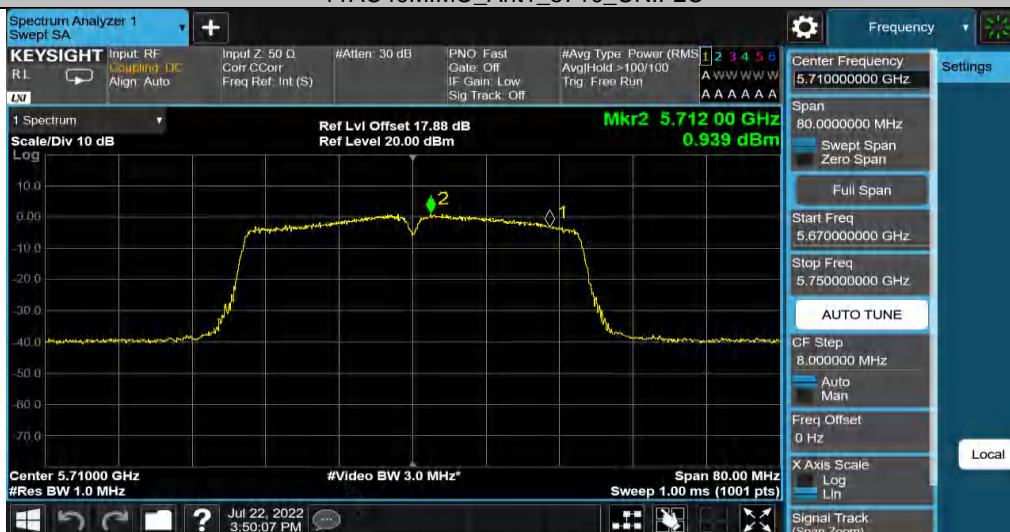 Spectrum Analyzer 1
Swept SA
+
Frequency
KEYSIGHT
RL
LXI
Input: RF
Coupling: DC
Align: Auto
Input Z: 50 Ω
Corr CCorr
Freq Ref: Int (S)
#Atten: 30 dB
PNO: Fast
Gate: Off
IF Gain: Low
Sig Track: Off
#Avg Type: Power (RMS
Avg|Hold:>100/100
Trig: Free Run
1 2 3 4 5 6
A W W W W W
A A A A A A
1 Spectrum
Scale/Div 10 dB
Log
Ref Lvl Offset 17.88 dB
Ref Level 20.00 dBm
Mkr2 5.712 00 GHz
0.939 dBm
10.0
0.00
-10.0
-20.0
-30.0
-40.0
-50.0
-60.0
-70.0
2
1
Center 5.71000 GHz
#Res BW 1.0 MHz
#Video BW 3.0 MHz*
Span 80.00 MHz
Sweep 1.00 ms (1001 pts)
?
Jul 22, 2022
3:50:07 PM
Center Frequency
5.710000000 GHz
Span
80.0000000 MHz
Swept Span
Zero Span
Full Span
Start Freq
5.670000000 GHz
Stop Freq
5.750000000 GHz
AUTO TUNE
CF Step
8.000000 MHz
Auto
Man
Freq Offset
0 Hz
X Axis Scale
Log
Lin
Signal Track
(Span Zoom)
Settings
Local